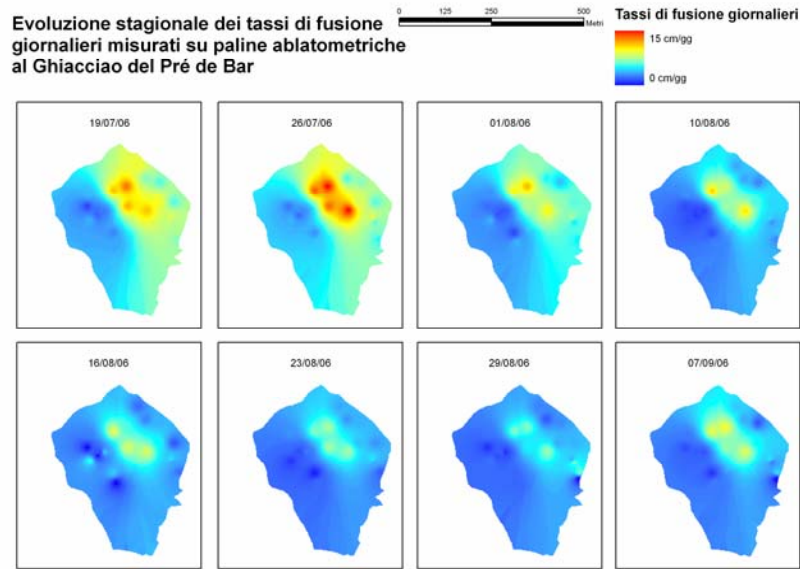 Evoluzione stagionale dei tassi di fusione
giornalieri misurati su paline ablatometriche
al Ghiacciao del Pré de Bar
0 125 250 500
Metri
Tassi di fusione giornalieri
15 cm/gg
0 cm/gg
19/07/06
26/07/06
01/08/06
10/08/06
16/08/06
23/08/06
29/08/06
07/09/06